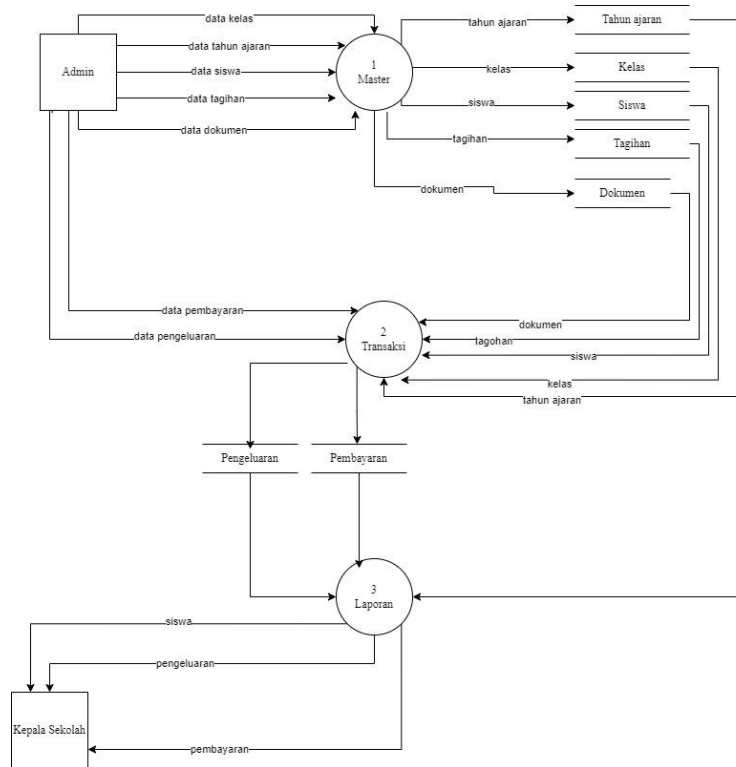 data kelas
tahun ajaran
Tahun ajaran
data tahun ajaran
Admin
1
Master
data siswa
kelas
Kelas
data tagihan
siswa
Siswa
data dokumen
tagihan
Tagihan
dokumen
Dokumen
data pembayaran
2
Transaksi
dokumen
data pengeluaran
tagohan
siswa
kelas
tahun ajaran
Pengeluaran
Pembayaran
3
Laporan
siswa
pengeluaran
Kepala Sekolah
pembayaran